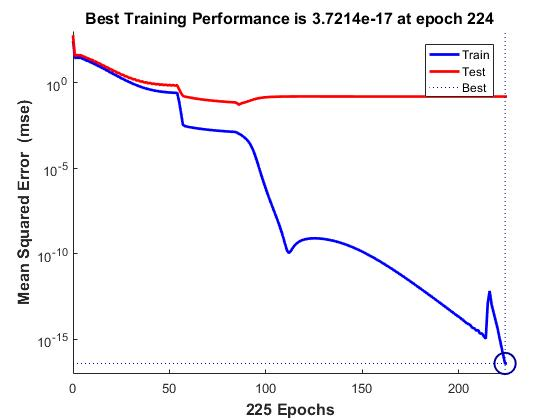 Best Training Performance is 3.7214e-17 at epoch 224
Train
Test
Best
Mean Squared Error (mse)
10^0
10^-5
10^-10
10^-15
0 50 100 150 200
225 Epochs